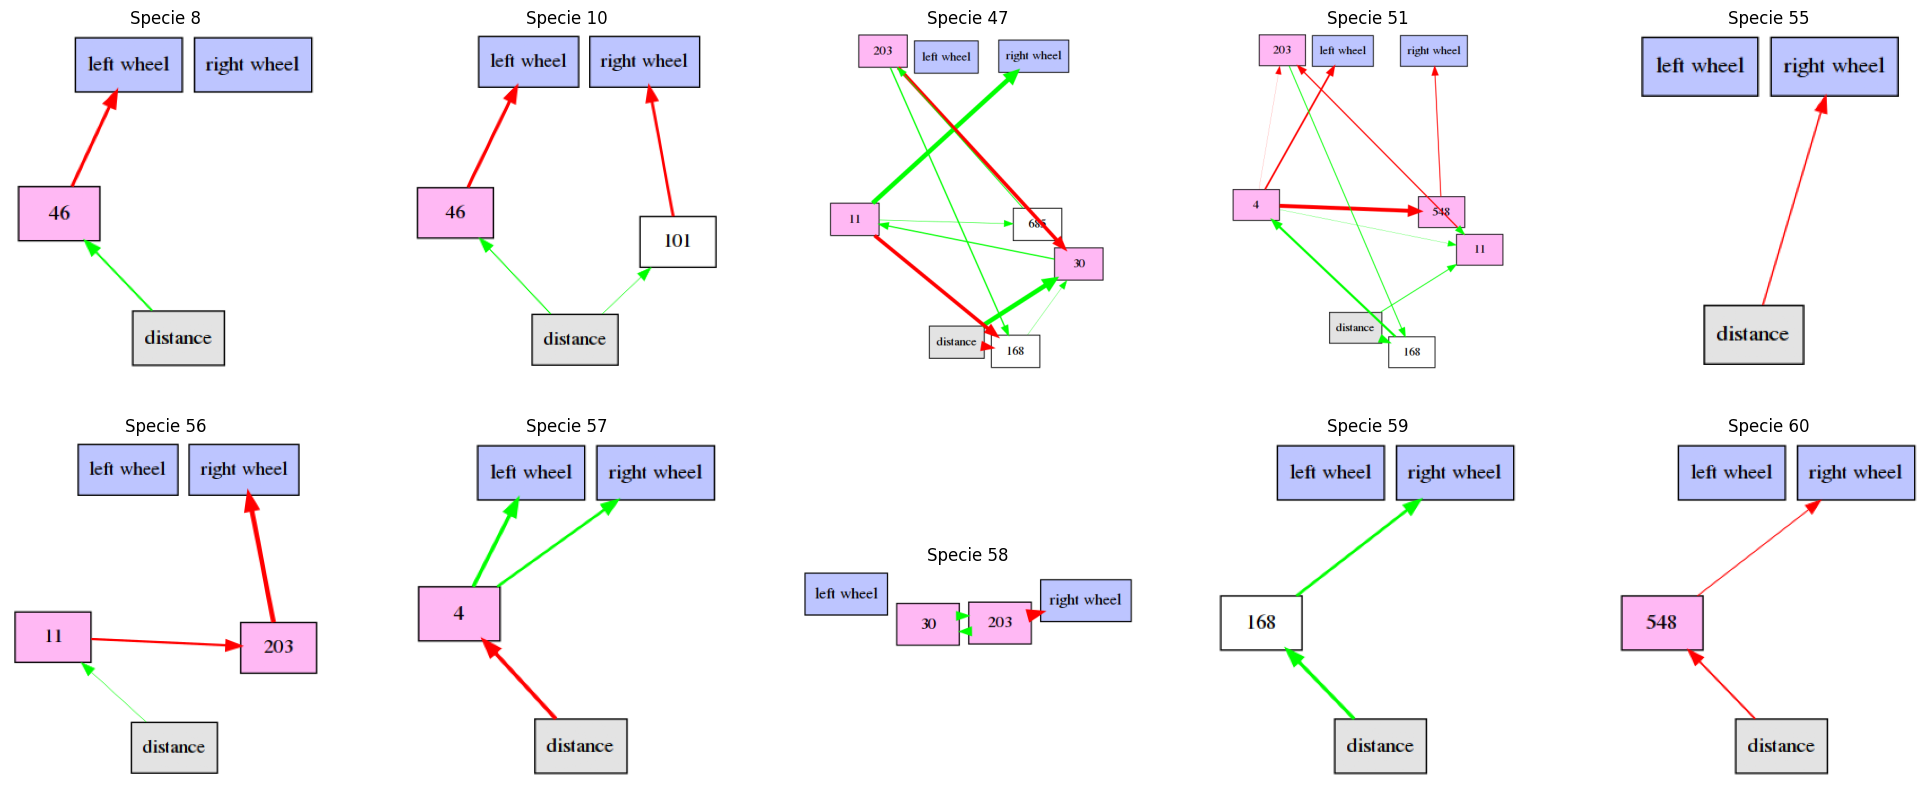 Specie 8
left wheel
right wheel
46
distance
Specie 10
left wheel
right wheel
46
101
distance
Specie 47
203
left wheel
right wheel
11
685
30
distance
168
Specie 51
203
left wheel
right wheel
4
548
11
distance
168
Specie 55
left wheel
right wheel
distance
Specie 56
left wheel
right wheel
11
203
distance
Specie 57
left wheel
right wheel
4
distance
Specie 58
left wheel
30
203
right wheel
Specie 59
left wheel
right wheel
168
distance
Specie 60
left wheel
right wheel
548
distance